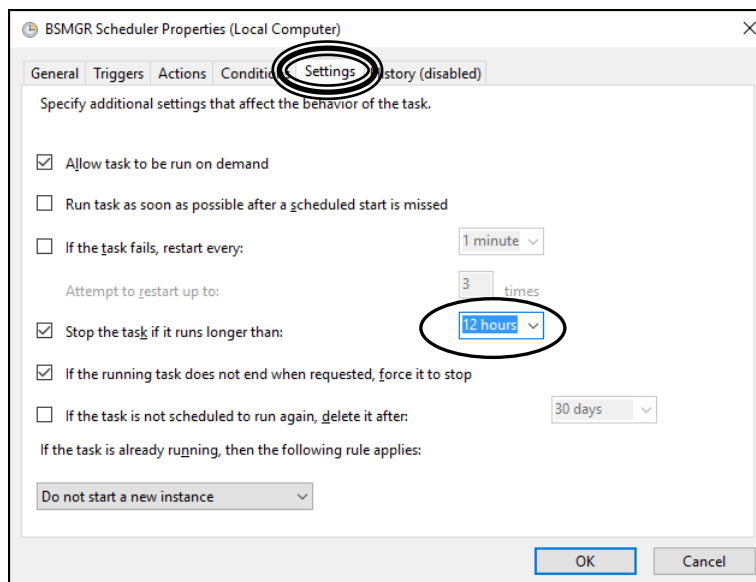 BSMGR Scheduler Properties (Local Computer)
General Triggers Actions Conditions Settings History (disabled)
Specify additional settings that affect the behavior of the task.
Allow task to be run on demand
Run task as soon as possible after a scheduled start is missed
If the task fails, restart every: 1 minute
Attempt to restart up to: 3 times
Stop the task if it runs longer than: 12 hours
If the running task does not end when requested, force it to stop
If the task is not scheduled to run again, delete it after: 30 days
If the task is already running, then the following rule applies:
Do not start a new instance
OK Cancel